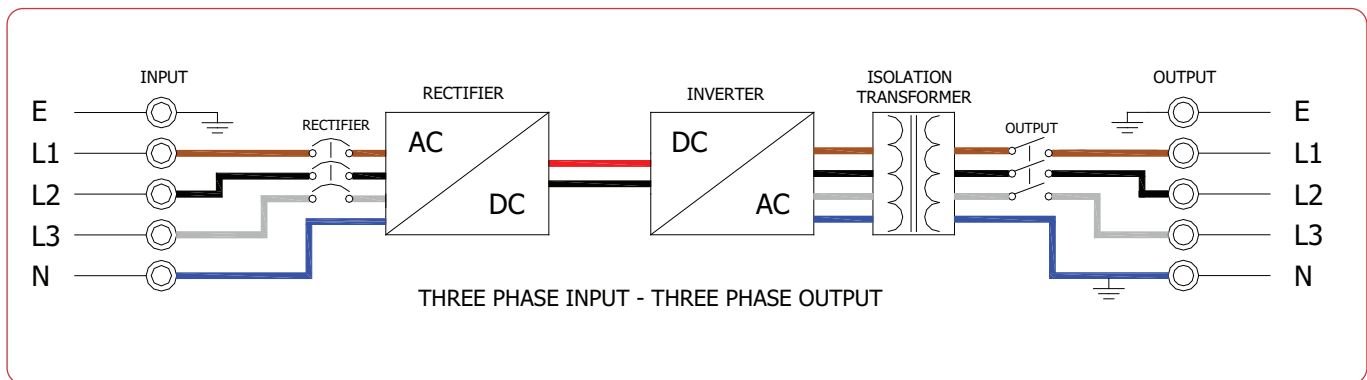 INPUT
E
L1
L2
L3
N
RECTIFIER
RECTIFIER
AC
DC
INVERTER
DC
AC
ISOLATION
TRANSFORMER
OUTPUT
OUTPUT
E
L1
L2
L3
N
THREE PHASE INPUT - THREE PHASE OUTPUT